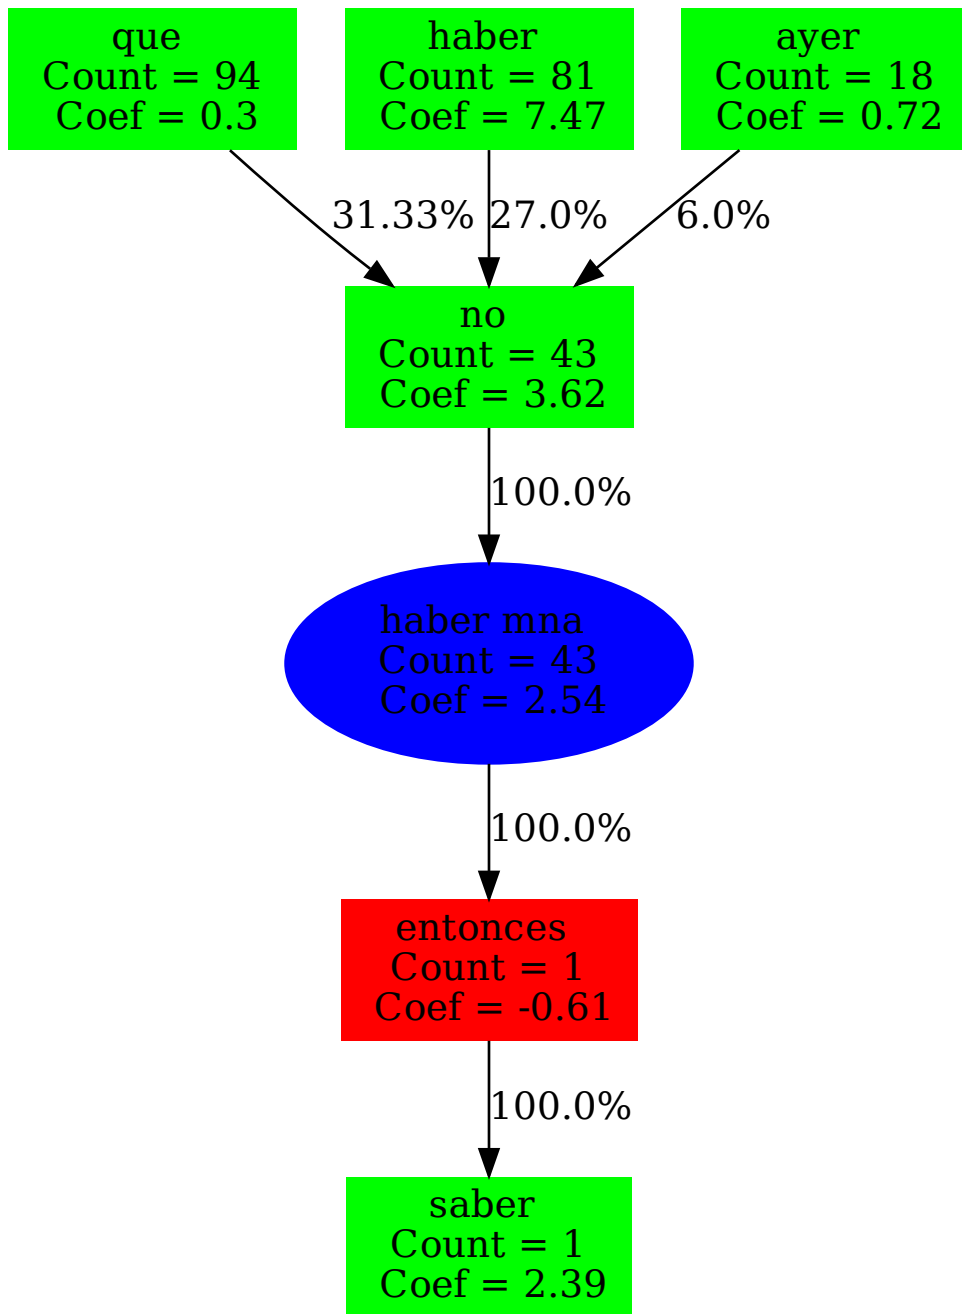 que
Count = 94
Coef = 0.3
haber
Count = 81
Coef = 7.47
ayer
Count = 18
Coef = 0.72
31.33%
27.0%
6.0%
no
Count = 43
Coef = 3.62
100.0%
haber mna
Count = 43
Coef = 2.54
100.0%
entonces
Count = 1
Coef = -0.61
100.0%
saber
Count = 1
Coef = 2.39